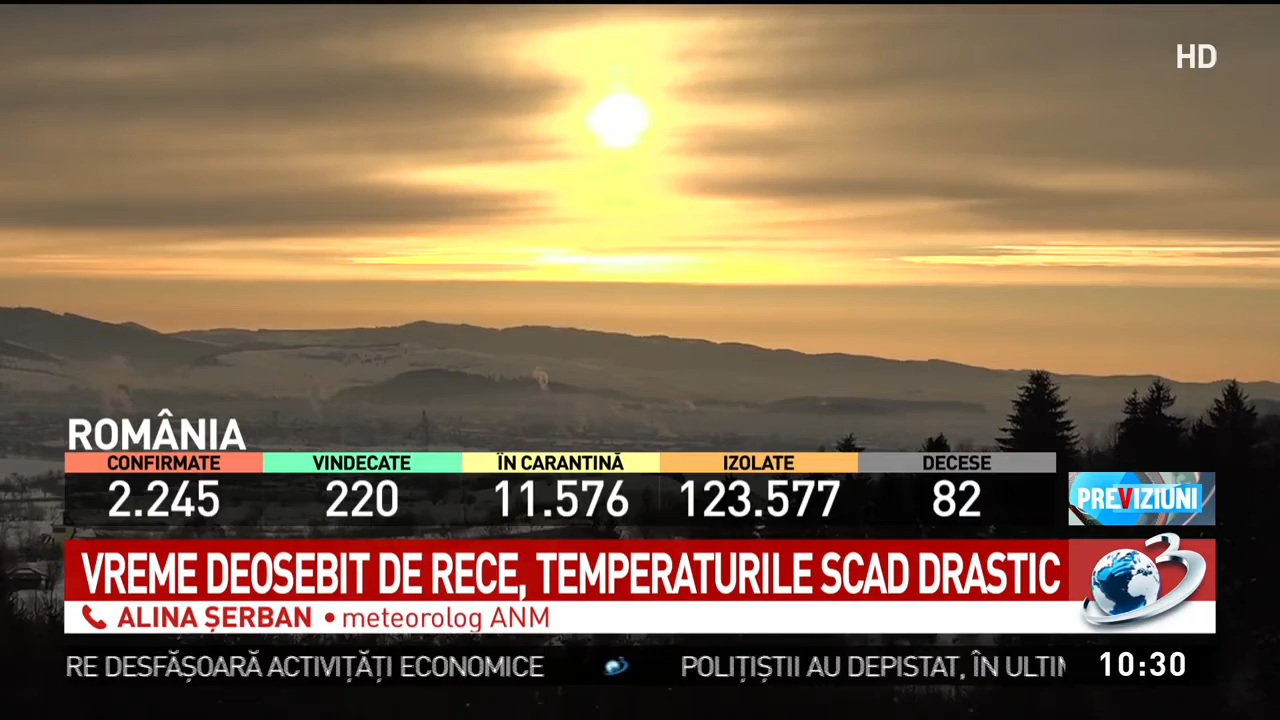 HD
ROMÂNIA
CONFIRMATE VINDECATE ÎN CARANTINĂ IZOLATE DECESE
2.245 220 11.576 123.577 82
PREVIZIUNI
VREME DEOSEBIT DE RECE, TEMPERATURILE SCAD DRASTIC
3
ALINA ȘERBAN • meteorolog ANM
RE DESFĂȘOARĂ ACTIVITĂȚI ECONOMICE POLIȚIȘTII AU DEPISTAT, ÎN ULTIM 10:30